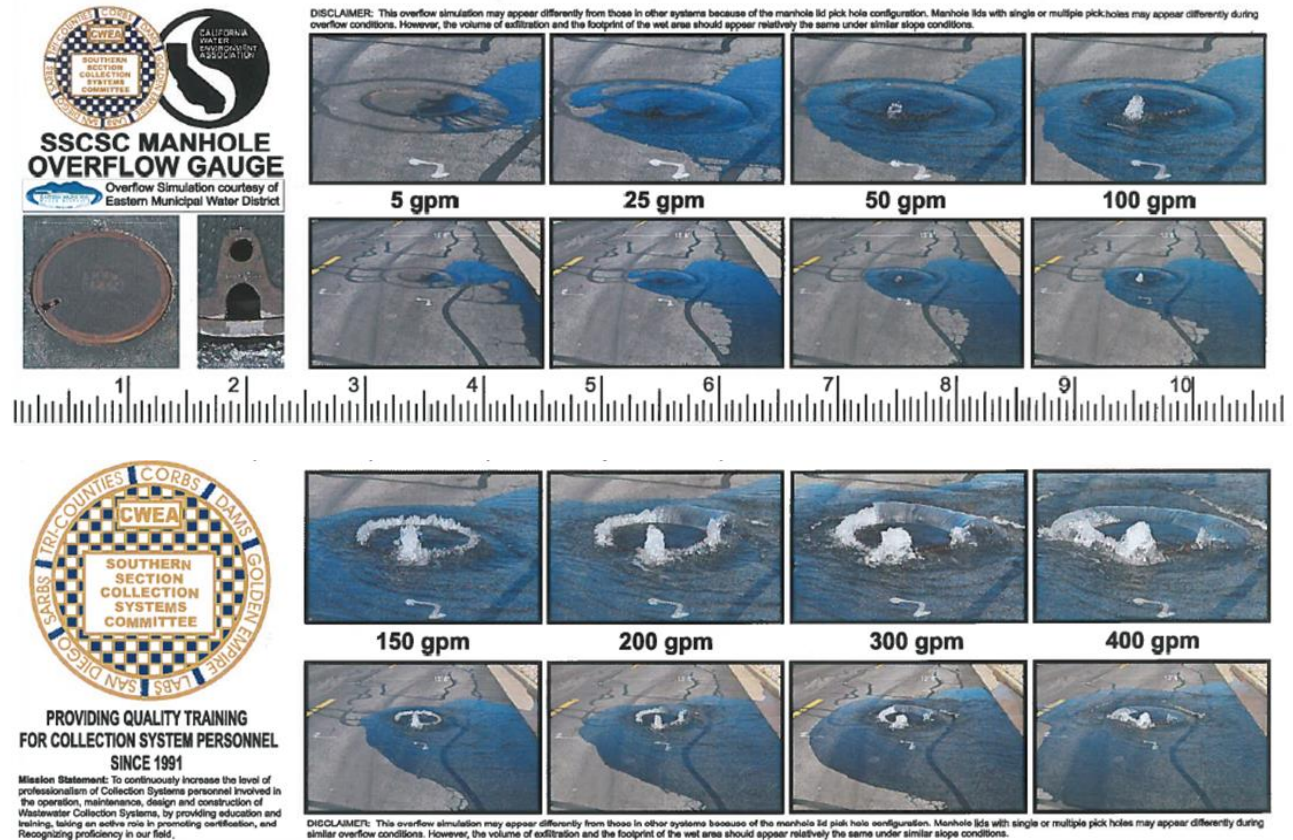 DISCLAIMER: This overflow simulation may appear differently from those in other systems because of the manhole lid pick hole configuration. Manhole lids with single or multiple pick holes may appear differently during
overflow conditions. However, the volume of exfiltration and the footprint of the wet area should appear relatively the same under similar slope conditions.
TRI-COUNTIES CORBS DAMS GOLDEN EMPIRE LABS SAN DIEGO SARBS
CWEA
SOUTHERN
SECTION
COLLECTION
SYSTEMS
COMMITTEE
CALIFORNIA
WATER
ENVIRONMENT
ASSOCIATION
SSCSC MANHOLE
OVERFLOW GAUGE
Overflow Simulation courtesy of
Eastern Municipal Water District
5 gpm 25 gpm 50 gpm 100 gpm
1 2 3 4 5 6 7 8 9 10
TRI-COUNTIES CORBS DAMS GOLDEN EMPIRE LABS SAN DIEGO SARBS
CWEA
SOUTHERN
SECTION
COLLECTION
SYSTEMS
COMMITTEE
150 gpm 200 gpm 300 gpm 400 gpm
PROVIDING QUALITY TRAINING
FOR COLLECTION SYSTEM PERSONNEL
SINCE 1991
Mission Statement: To continuously increase the level of
professionalism of Collection Systems personnel involved in
the operation, maintenance, design and construction of
Wastewater Collection Systems, by providing education and
training, taking an active role in promoting certification, and
Recognizing proficiency in our field.
DISCLAIMER: This overflow simulation may appear differently from those in other systems because of the manhole lid pick hole configuration. Manhole lids with single or multiple pick holes may appear differently during
similar overflow conditions. However, the volume of exfiltration and the footprint of the wet area should appear relatively the same under similar slope conditions.